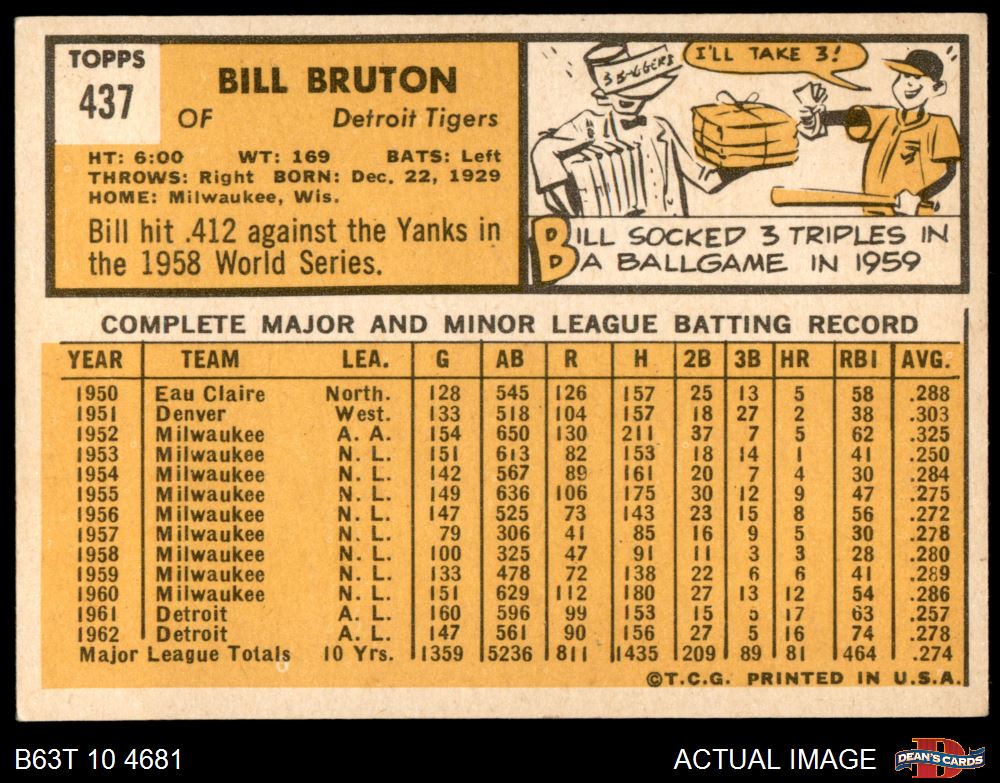 TOPPS
437
BILL BRUTON
OF Detroit Tigers
HT: 6:00 WT: 169 BATS: Left
THROWS: Right BORN: Dec. 22, 1929
HOME: Milwaukee, Wis.
Bill hit .412 against the Yanks in
the 1958 World Series.
3 BAGGERS
I'LL TAKE 3!
BILL SOCKED 3 TRIPLES IN
A BALLGAME IN 1959
COMPLETE MAJOR AND MINOR LEAGUE BATTING RECORD
YEAR TEAM LEA. G AB R H 2B 3B HR RBI AVG.
1950 Eau Claire North. 128 545 126 157 25 13 5 58 .288
1951 Denver West. 133 518 104 157 18 27 2 38 .303
1952 Milwaukee A. A. 154 650 130 211 37 7 5 62 .325
1953 Milwaukee N. L. 151 613 82 153 18 14 1 41 .250
1954 Milwaukee N. L. 142 567 89 161 20 7 4 30 .284
1955 Milwaukee N. L. 149 636 106 175 30 12 9 47 .275
1956 Milwaukee N. L. 147 525 73 143 23 15 8 56 .272
1957 Milwaukee N. L. 79 306 41 85 16 9 5 30 .278
1958 Milwaukee N. L. 100 325 47 91 11 3 3 28 .280
1959 Milwaukee N. L. 133 478 72 138 22 6 6 41 .289
1960 Milwaukee N. L. 151 629 112 180 27 13 12 54 .286
1961 Detroit A. L. 160 596 99 153 15 5 17 63 .257
1962 Detroit A. L. 147 561 90 156 27 5 16 74 .278
Major League Totals 10 Yrs. 1359 5236 811 1435 209 89 81 464 .274
©T.C.G. PRINTED IN U.S.A.
B63T 10 4681
ACTUAL IMAGE
DEAN'S CARDS